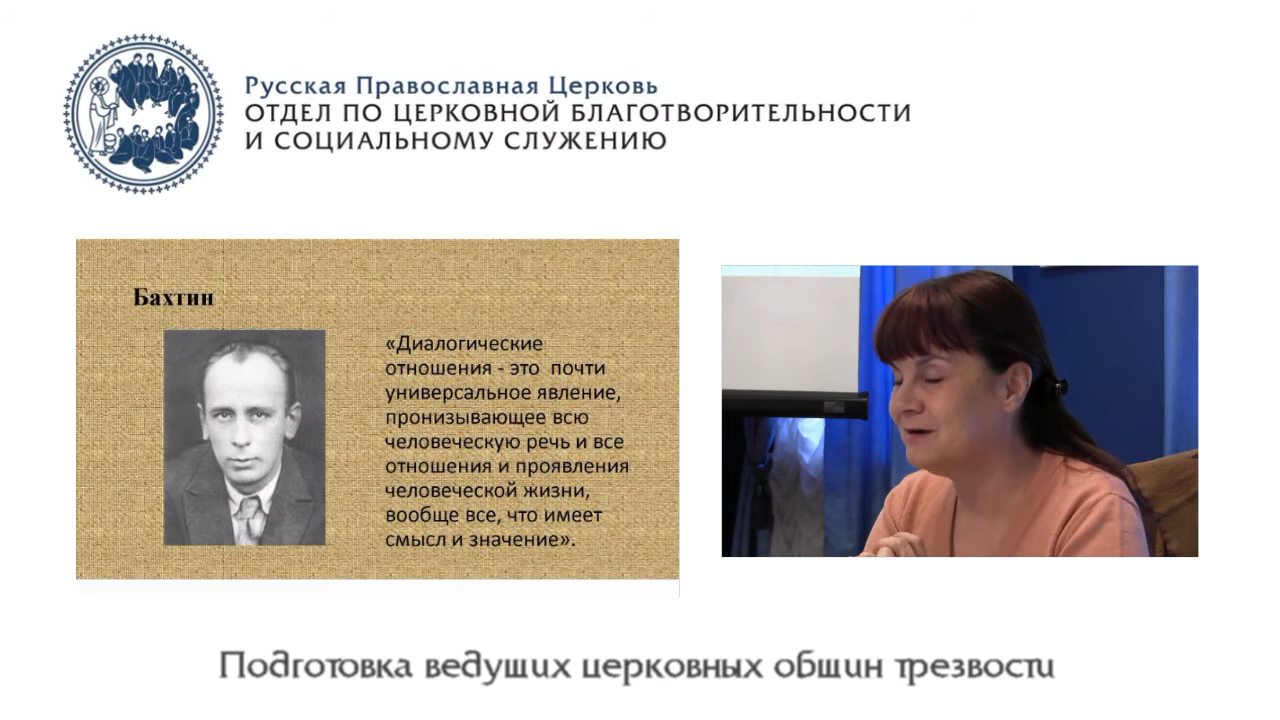 Русская Православная Церковь
ОТДЕЛ ПО ЦЕРКОВНОЙ БЛАГОТВОРИТЕЛЬНОСТИ
И СОЦИАЛЬНОМУ СЛУЖЕНИЮ
Бахтин
«Диалогические
отношения - это почти
универсальное явление,
пронизывающее всю
человеческую речь и все
отношения и проявления
человеческой жизни,
вообще все, что имеет
смысл и значение».
Подготовка ведущих церковных общин трезвости